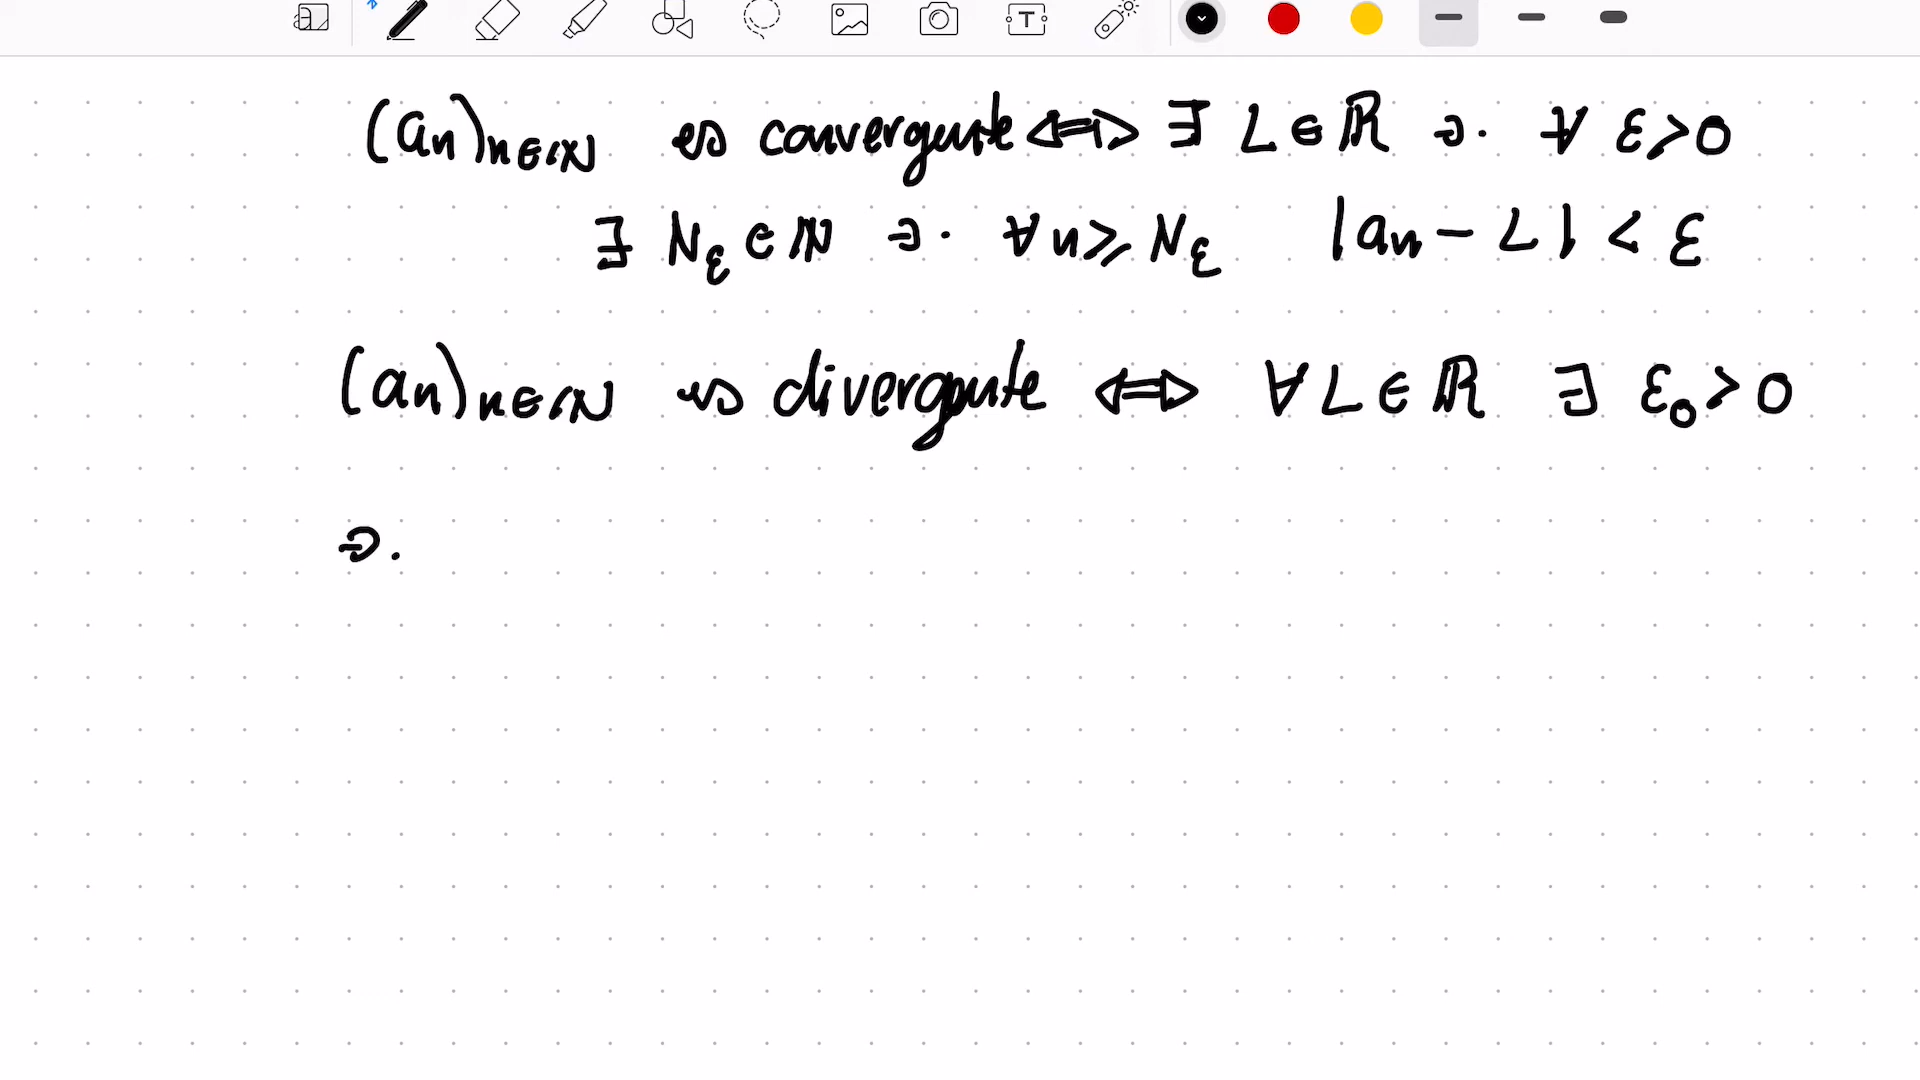 (an)n∈ℕ es convergente ⟺ ∃ L ∈ ℝ ∋. ∀ ε > 0
∃ Nε ∈ ℕ ∋. ∀ n ⩾ Nε |an − L| < ε
(an)n∈ℕ es divergente ⟺ ∀ L ∈ ℝ ∃ ε₀ > 0
∋.